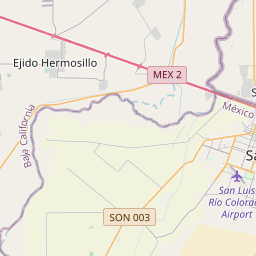 Ejido Hermosillo
MEX 2
México
Baja California
San Luis
Río Colorado
Airport
SON 003